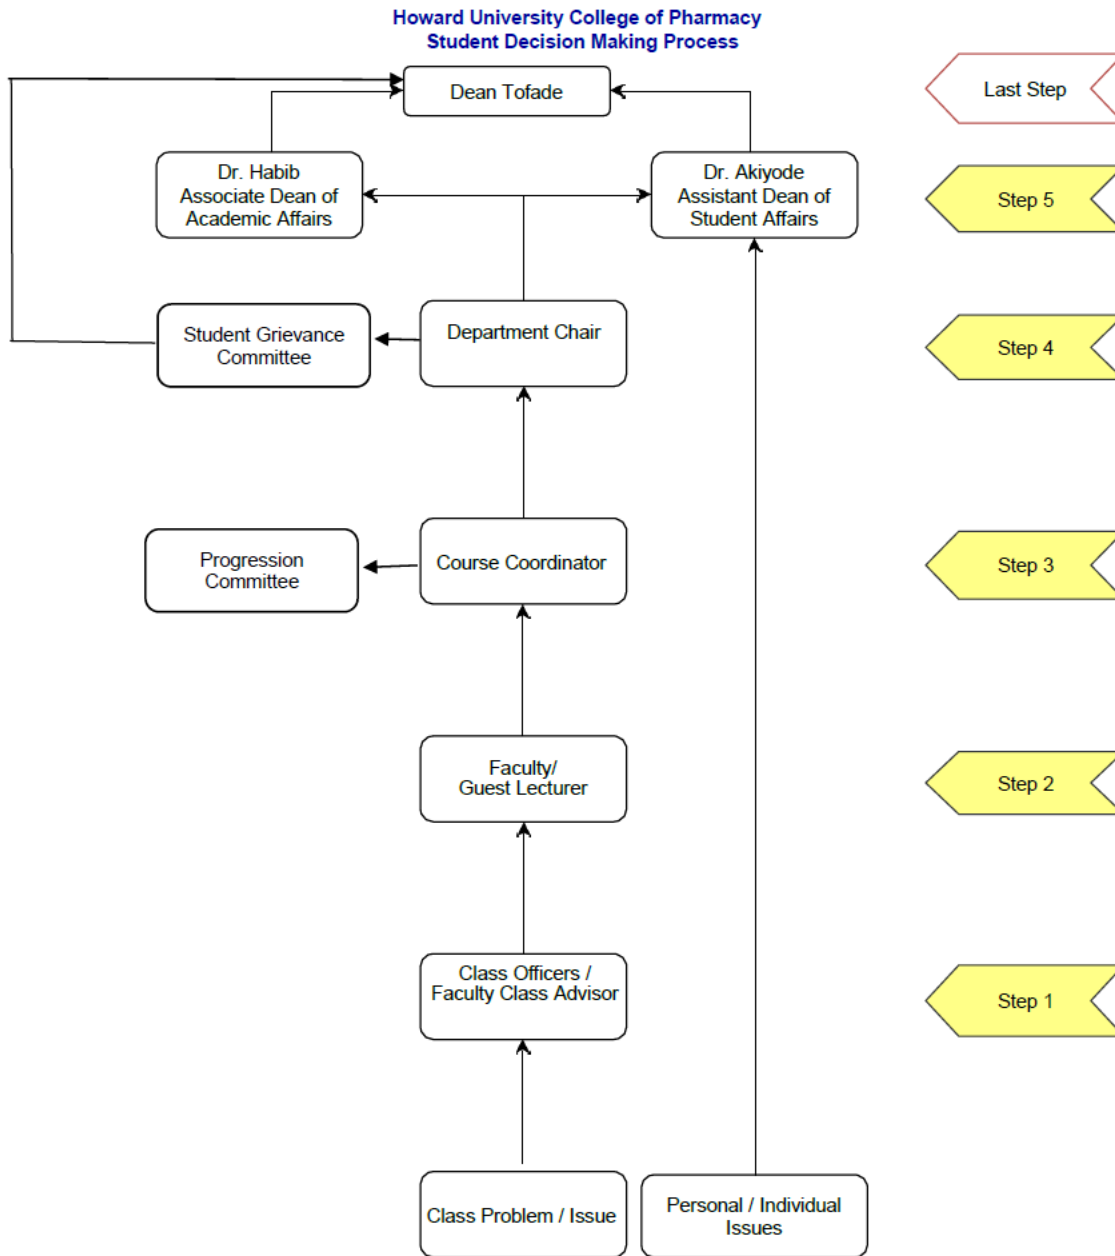 Howard University College of Pharmacy
Student Decision Making Process
Dean Tofade
Last Step
Dr. Habib
Associate Dean of
Academic Affairs
Dr. Akiyode
Assistant Dean of
Student Affairs
Step 5
Student Grievance
Committee
Department Chair
Step 4
Progression
Committee
Course Coordinator
Step 3
Faculty/
Guest Lecturer
Step 2
Class Officers /
Faculty Class Advisor
Step 1
Class Problem / Issue
Personal / Individual
Issues